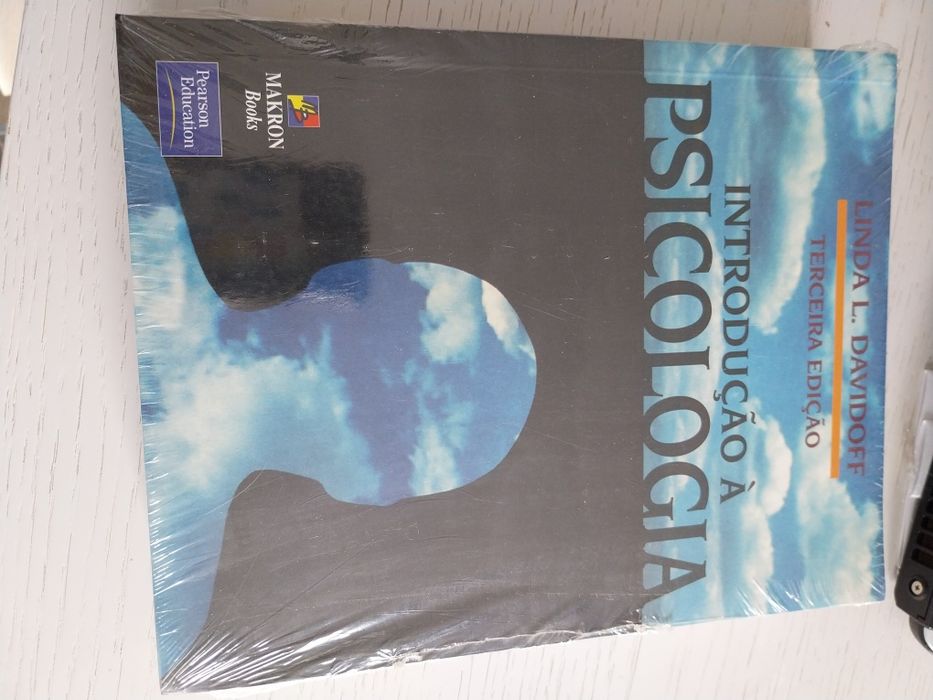 LINDA L. DAVIDOFF
TERCEIRA EDIÇÃO
INTRODUÇÃO À
PSICOLOGIA
MAKRON
Books
Pearson
Education